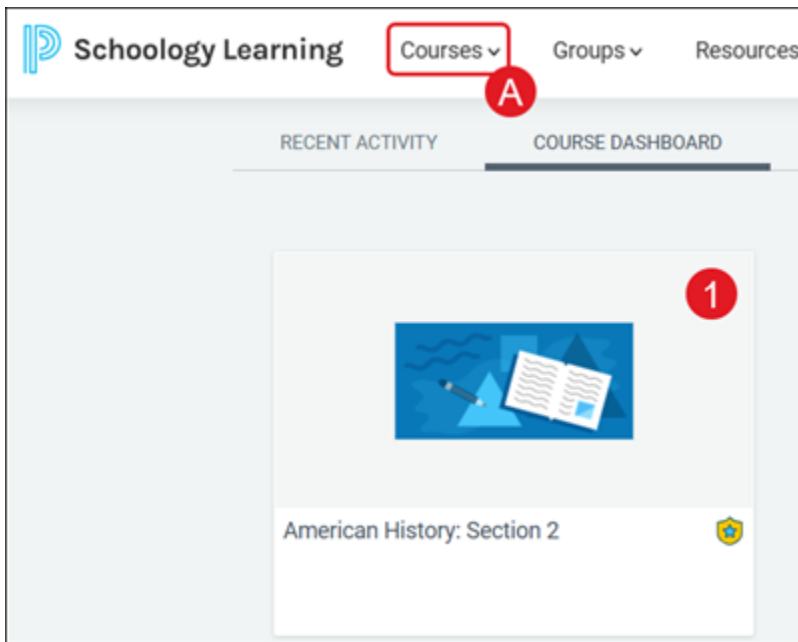 Schoology Learning Courses Groups Resources
A
RECENT ACTIVITY COURSE DASHBOARD
1
American History: Section 2